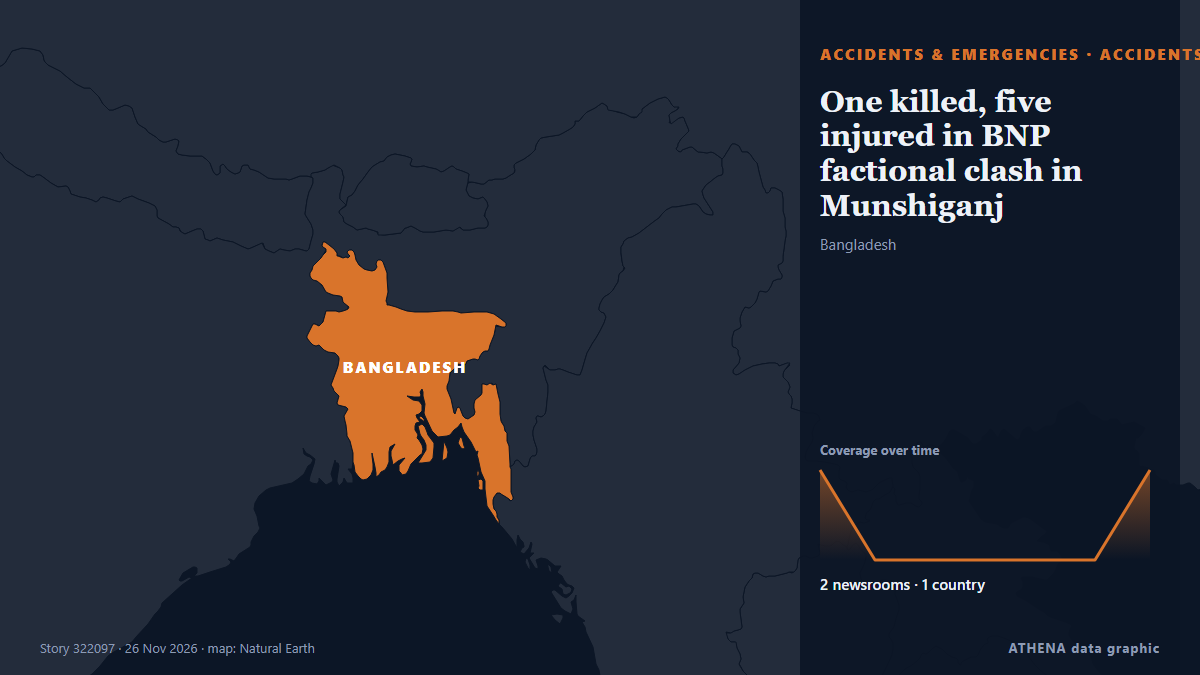 ACCIDENTS & EMERGENCIES · ACCIDENTS
One killed, five
injured in BNP
factional clash in
Munshiganj
Bangladesh
BANGLADESH
Coverage over time
2 newsrooms · 1 country
Story 322097 · 26 Nov 2026 · map: Natural Earth
ATHENA data graphic